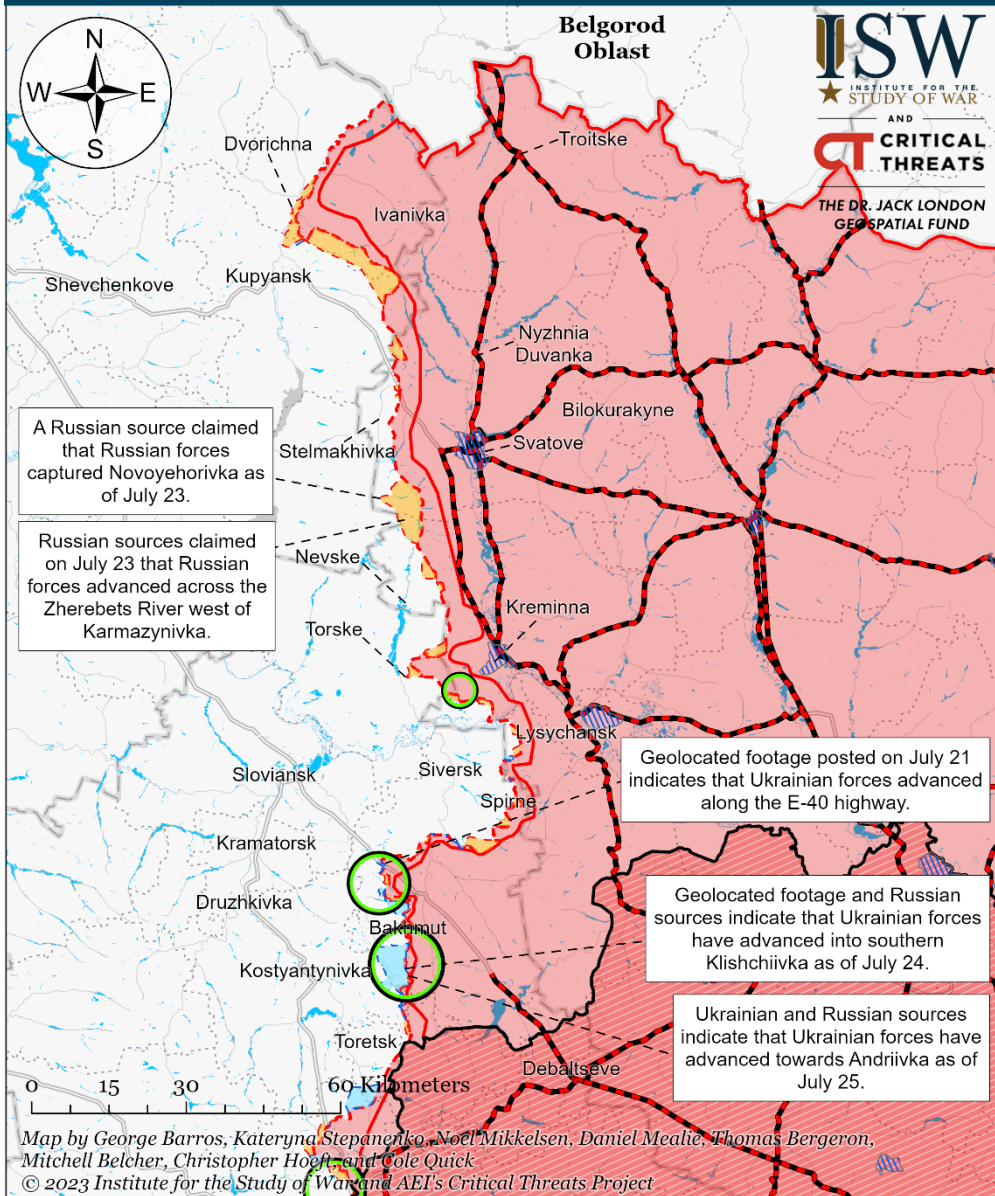 Belgorod
Oblast
N
W
E
S
ISW
INSTITUTE FOR THE
STUDY OF WAR
AND
CT CRITICAL
THREATS
THE DR. JACK LONDON
GEOSPATIAL FUND
Dvorichna
Troitske
Ivanivka
Kupyansk
Shevchenkove
Nyzhnia
Duvanka
Bilokurakyne
Stelmakhivka
Svatove
A Russian source claimed
that Russian forces
captured Novoyehorivka as
of July 23.
Russian sources claimed
on July 23 that Russian
forces advanced across the
Zherebets River west of
Karmazynivka.
Nevske
Kreminna
Torske
Lysychansk
Siversk
Sloviansk
Spirne
Geolocated footage posted on July 21
indicates that Ukrainian forces advanced
along the E-40 highway.
Kramatorsk
Druzhkivka
Bakhmut
Geolocated footage and Russian
sources indicate that Ukrainian forces
have advanced into southern
Klishchiivka as of July 24.
Kostyantynivka
Ukrainian and Russian sources
indicate that Ukrainian forces have
advanced towards Andriivka as of
July 25.
Toretsk
Debaltseve
0 15 30 60 Kilometers
Map by George Barros, Kateryna Stepanenko, Noel Mikkelsen, Daniel Mealie, Thomas Bergeron,
Mitchell Belcher, Christopher Hoeft, and Cole Quick
© 2023 Institute for the Study of War and AEI's Critical Threats Project